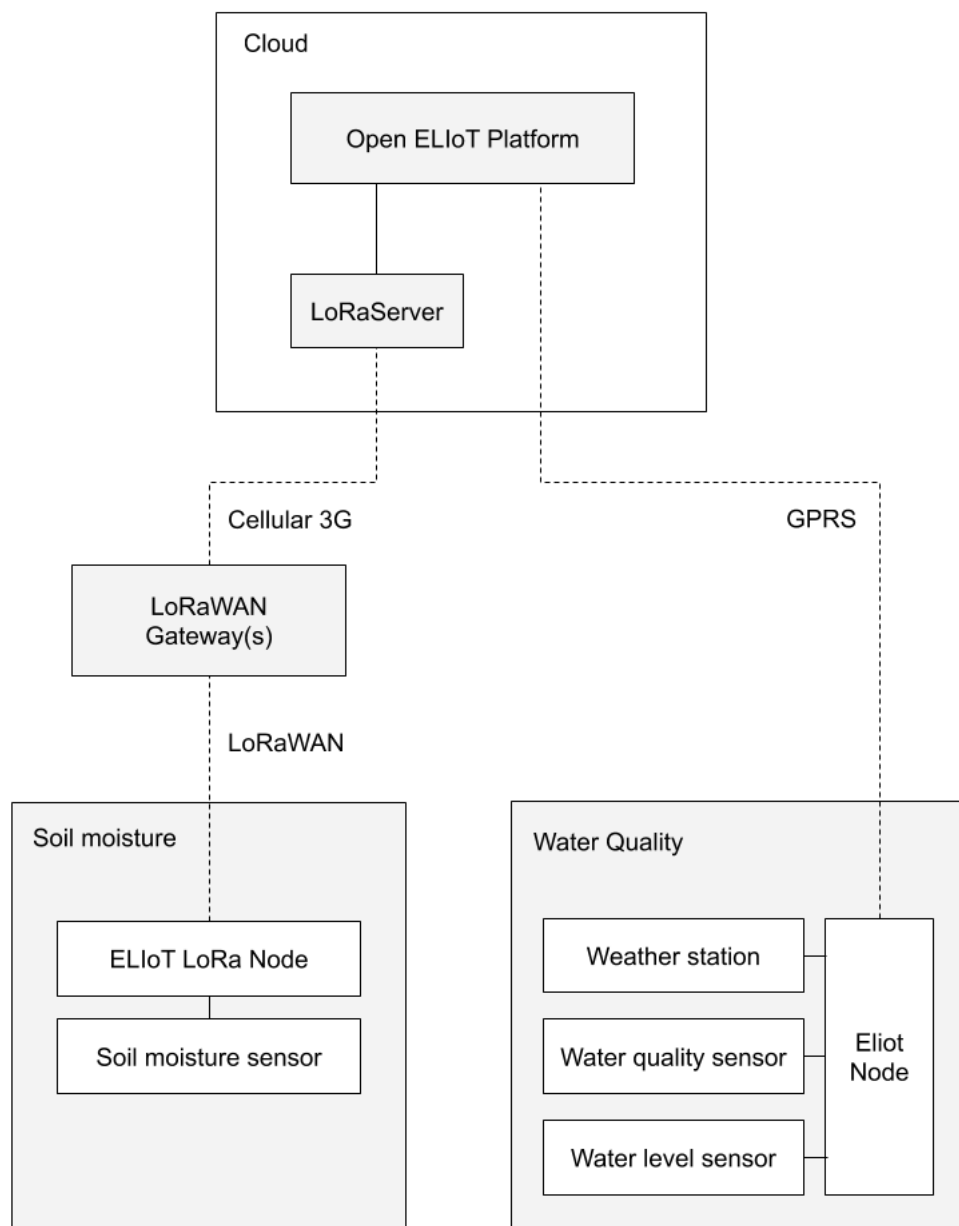 Cloud
Open ELIoT Platform
LoRaServer
Cellular 3G
GPRS
LoRaWAN
Gateway(s)
LoRaWAN
Soil moisture
ELIoT LoRa Node
Soil moisture sensor
Water Quality
Weather station
Water quality sensor
Water level sensor
Eliot
Node